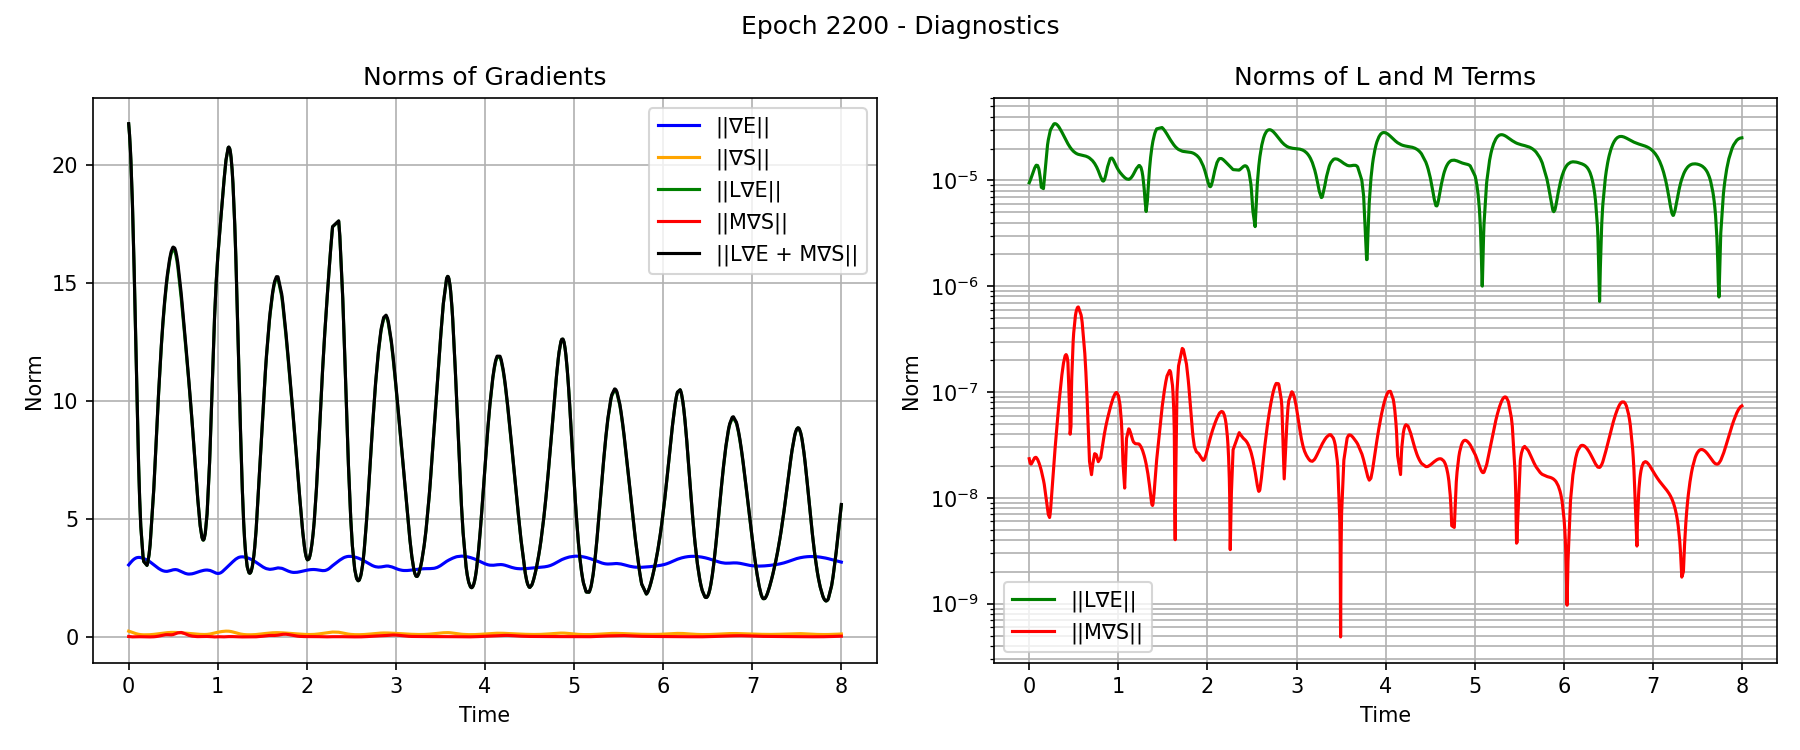 Epoch 2200 - Diagnostics
Norms of Gradients
Norm
20
15
10
5
0
0 1 2 3 4 5 6 7 8
Time
||∇E||
||∇S||
||L∇E||
||M∇S||
||L∇E + M∇S||
Norms of L and M Terms
Norm
10⁻⁵
10⁻⁶
10⁻⁷
10⁻⁸
10⁻⁹
||L∇E||
||M∇S||
0 1 2 3 4 5 6 7 8
Time